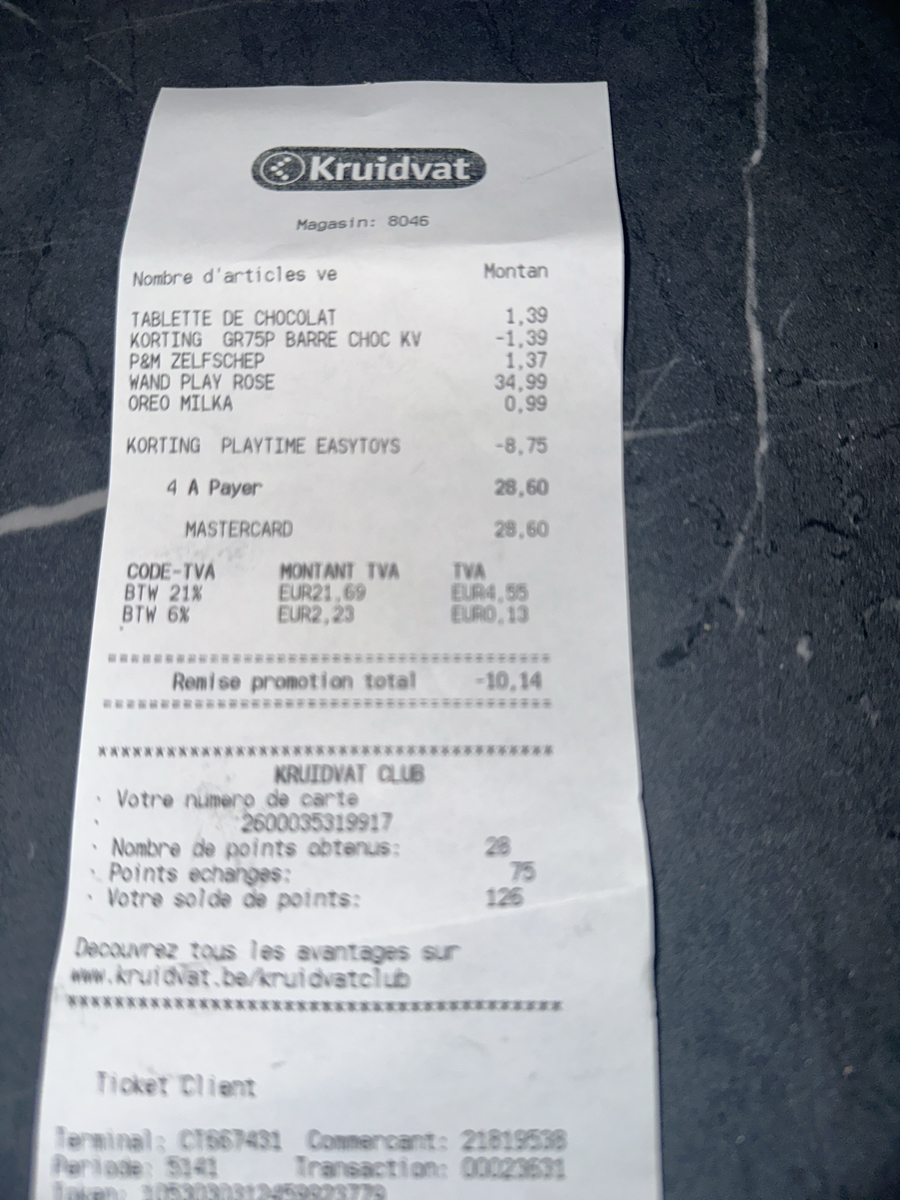 Kruidvat
Magasin: 8046
Nombre d'articles ve Montan
TABLETTE DE CHOCOLAT 1,39
KORTING GR75P BARRE CHOC KV -1,39
P&M ZELFSCHEP 1,37
WAND PLAY ROSE 34,99
OREO MILKA 0,99
KORTING PLAYTIME EASYTOYS -8,75
4 A Payer 28,60
MASTERCARD 28,60
CODE-TVA MONTANT TVA TVA
BTW 21% EUR21,69 EUR4,55
BTW 6% EUR2,23 EUR0,13
================================
Remise promotion total -10,14
================================
****************************************
KRUIDVAT CLUB
· Votre numero de carte
· 2600035319917
· Nombre de points obtenus: 28
· Points echanges: 75
· Votre solde de points: 126
Decouvrez tous les avantages sur
www.kruidvat.be/kruidvatclub
****************************************
Ticket Client
Terminal: CT667431 Commercant: 21819538
Periode: 5141 Transaction: 00023631
Token: